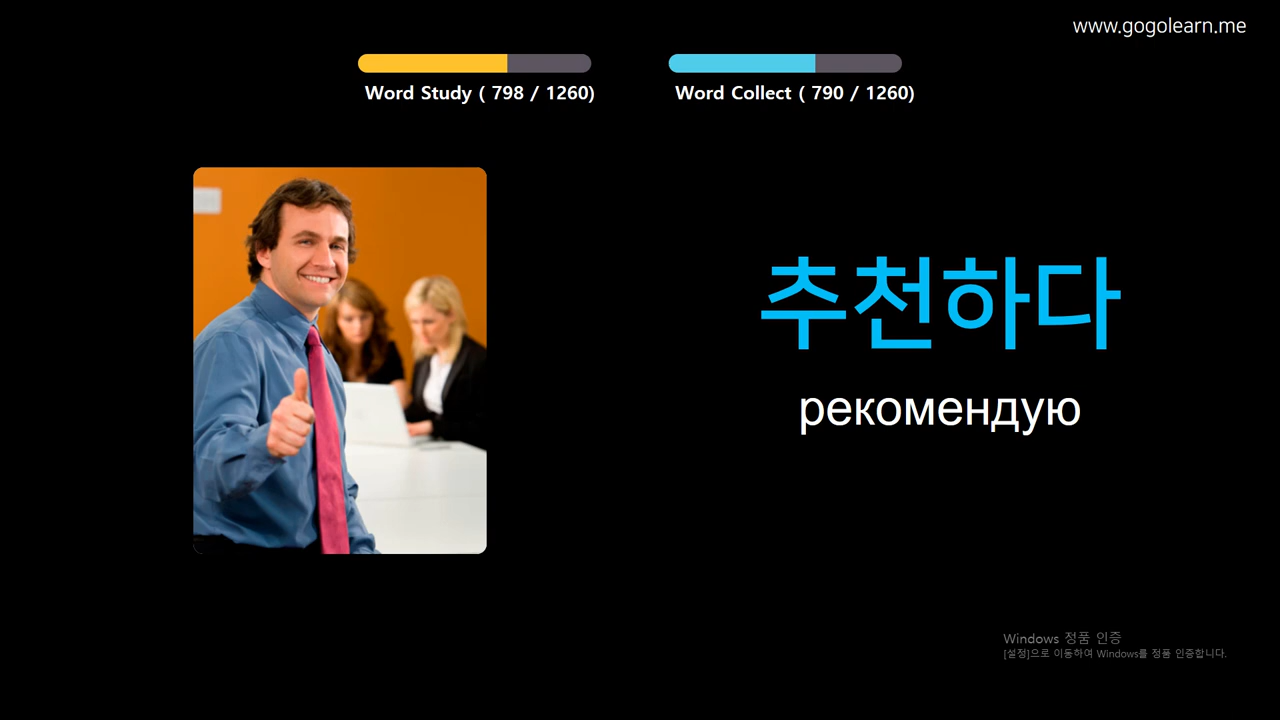 www.gogolearn.me
Word Study ( 798 / 1260)
Word Collect ( 790 / 1260)
추천하다
рекомендую
Windows 정품 인증
[설정]으로 이동하여 Windows를 정품 인증합니다.